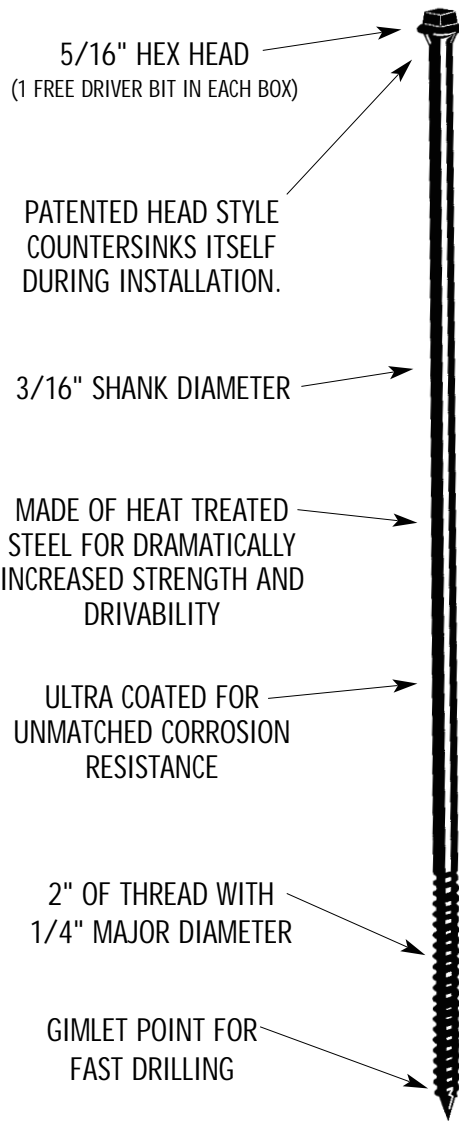 5/16" HEX HEAD
(1 FREE DRIVER BIT IN EACH BOX)
PATENTED HEAD STYLE
COUNTERSINKS ITSELF
DURING INSTALLATION.
3/16" SHANK DIAMETER
MADE OF HEAT TREATED
STEEL FOR DRAMATICALLY
INCREASED STRENGTH AND
DRIVABILITY
ULTRA COATED FOR
UNMATCHED CORROSION
RESISTANCE
2" OF THREAD WITH
1/4" MAJOR DIAMETER
GIMLET POINT FOR
FAST DRILLING